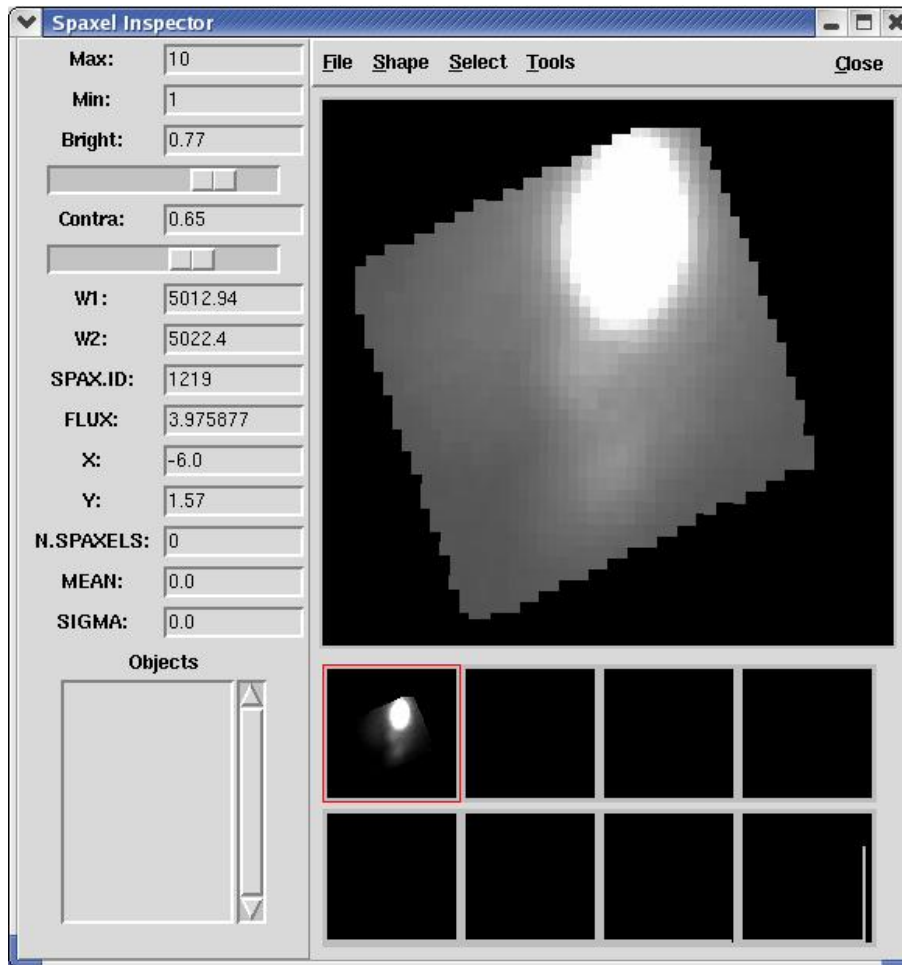 Spaxel Inspector
Max: 10
Min: 1
Bright: 0.77
Contra: 0.65
W1: 5012.94
W2: 5022.4
SPAX.ID: 1219
FLUX: 3.975877
X: -6.0
Y: 1.57
N.SPAXELS: 0
MEAN: 0.0
SIGMA: 0.0
Objects
File Shape Select Tools Close